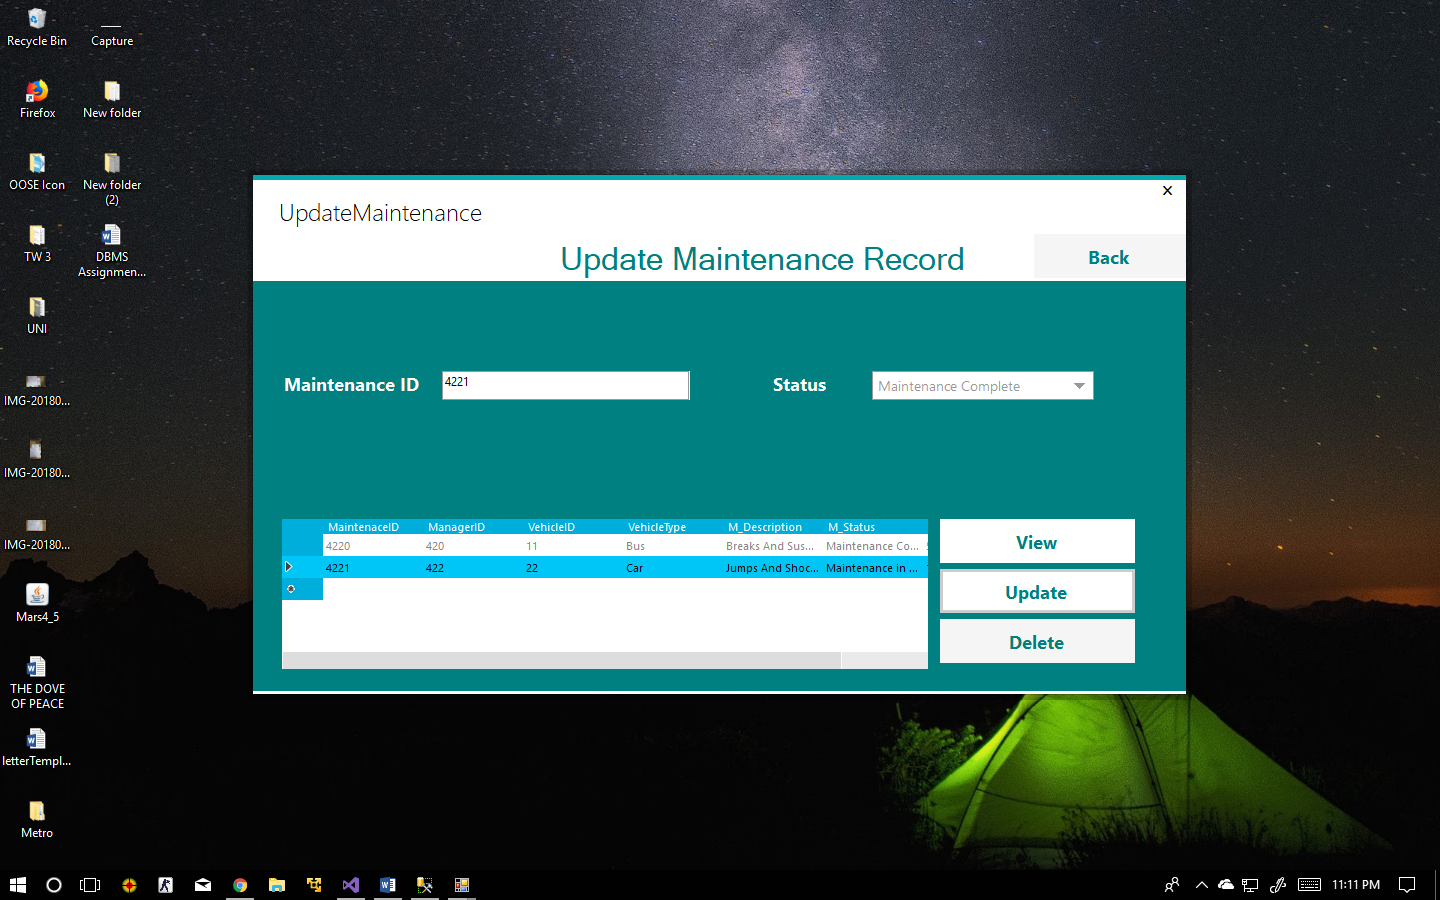 Recycle Bin
Capture
Firefox
New folder
OOSE Icon
New folder
(2)
TW 3
DBMS
Assignmen...
UNI
IMG-20180...
IMG-20180...
IMG-20180...
Mars4_5
THE DOVE
OF PEACE
letterTempl...
Metro
UpdateMaintenance
Update Maintenance Record
Back
Maintenance ID
4221
Status
Maintenance Complete
MaintenaceID ManagerID VehicleID VehicleType M_Description M_Status
4220 420 11 Bus Breaks And Sus... Maintenance Co...
4221 422 22 Car Jumps And Shoc... Maintenance in ...
View
Update
Delete
11:11 PM